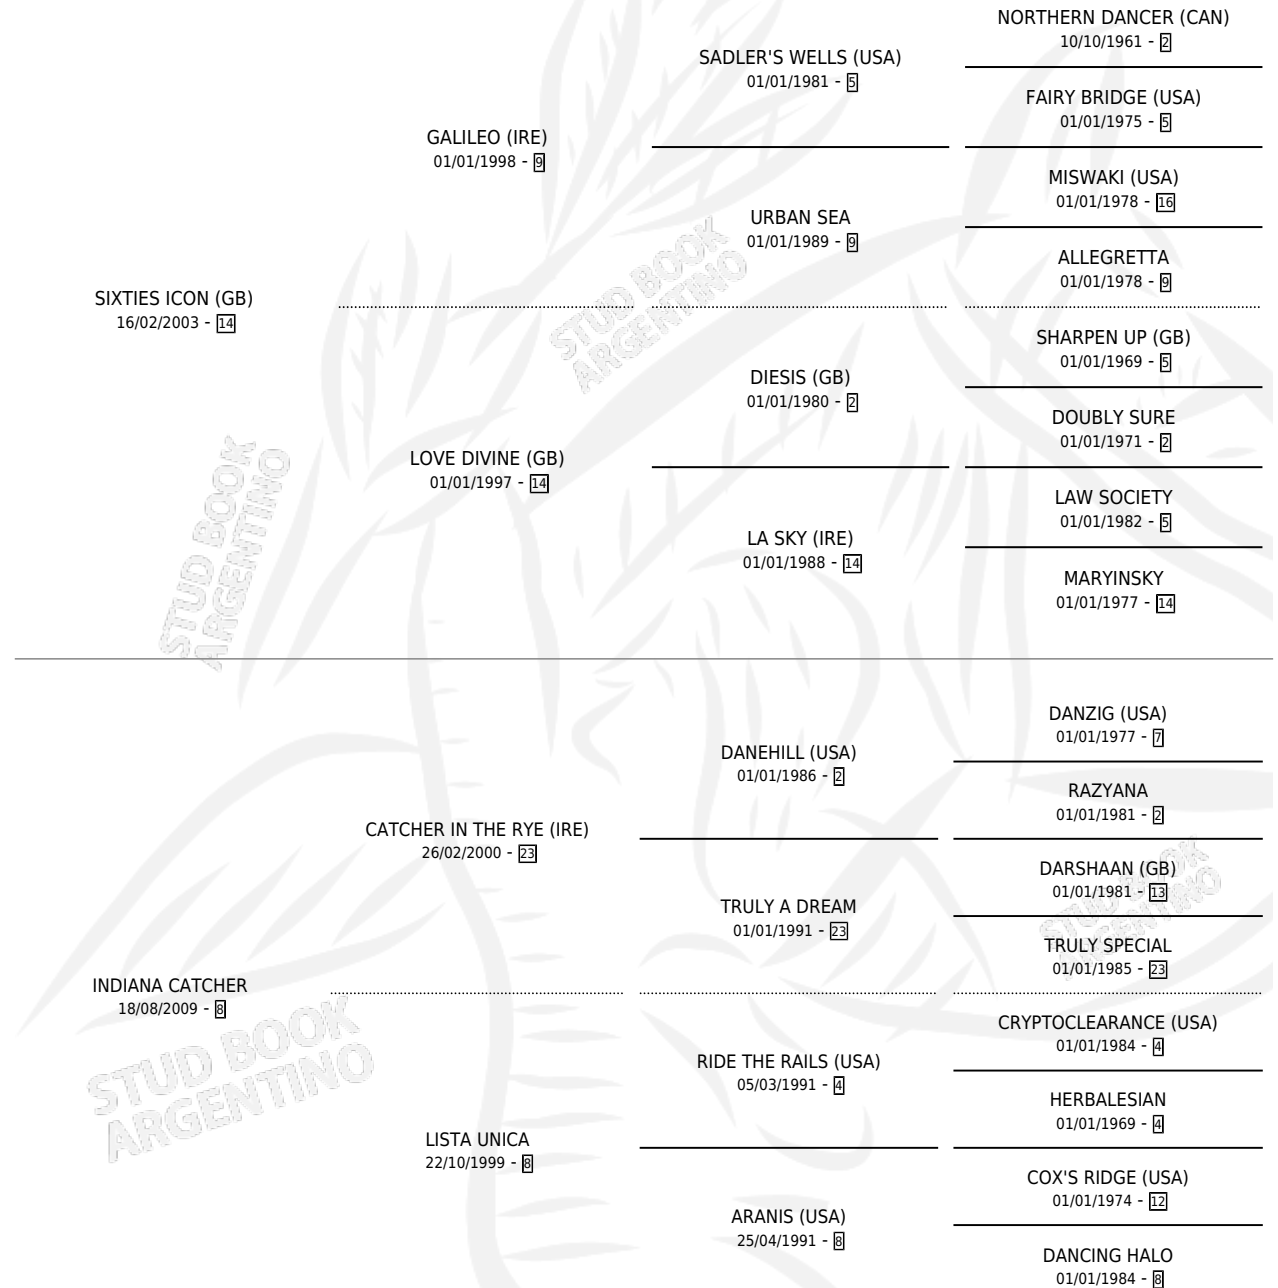 NORTHERN DANCER (CAN)
10/10/1961 - 2
SADLER'S WELLS (USA)
01/01/1981 - 5
FAIRY BRIDGE (USA)
01/01/1975 - 5
GALILEO (IRE)
01/01/1998 - 9
MISWAKI (USA)
01/01/1978 - 16
URBAN SEA
01/01/1989 - 9
ALLEGRETTA
01/01/1978 - 9
SIXTIES ICON (GB)
16/02/2003 - 14
SHARPEN UP (GB)
01/01/1969 - 5
DIESIS (GB)
01/01/1980 - 2
DOUBLY SURE
01/01/1971 - 2
LOVE DIVINE (GB)
01/01/1997 - 14
LAW SOCIETY
01/01/1982 - 5
LA SKY (IRE)
01/01/1988 - 14
MARYINSKY
01/01/1977 - 14
DANZIG (USA)
01/01/1977 - 7
DANEHILL (USA)
01/01/1986 - 2
RAZYANA
01/01/1981 - 2
CATCHER IN THE RYE (IRE)
26/02/2000 - 23
DARSHAAN (GB)
01/01/1981 - 13
TRULY A DREAM
01/01/1991 - 23
TRULY SPECIAL
01/01/1985 - 23
INDIANA CATCHER
18/08/2009 - 8
CRYPTOCLEARANCE (USA)
01/01/1984 - 4
RIDE THE RAILS (USA)
05/03/1991 - 4
HERBALESIAN
01/01/1969 - 4
LISTA UNICA
22/10/1999 - 8
COX'S RIDGE (USA)
01/01/1974 - 12
ARANIS (USA)
25/04/1991 - 8
DANCING HALO
01/01/1984 - 8
STUD BOOK
ARGENTINO
STUD BOOK
ARGENTINO
STUD BOOK
ARGENTINO
STUD BOOK
ARGENTINO